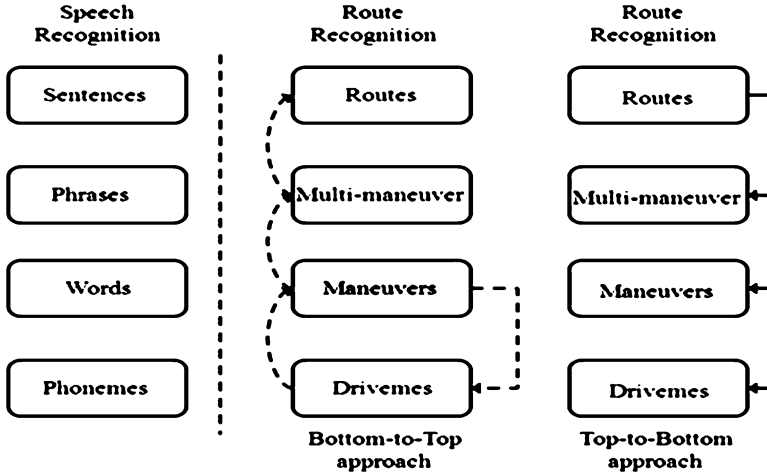 Speech
Recognition
Sentences
Phrases
Words
Phonemes
Route
Recognition
Routes
Multi-maneuver
Maneuvers
Drivemes
Bottom-to-Top
approach
Route
Recognition
Routes
Multi-maneuver
Maneuvers
Drivemes
Top-to-Bottom
approach